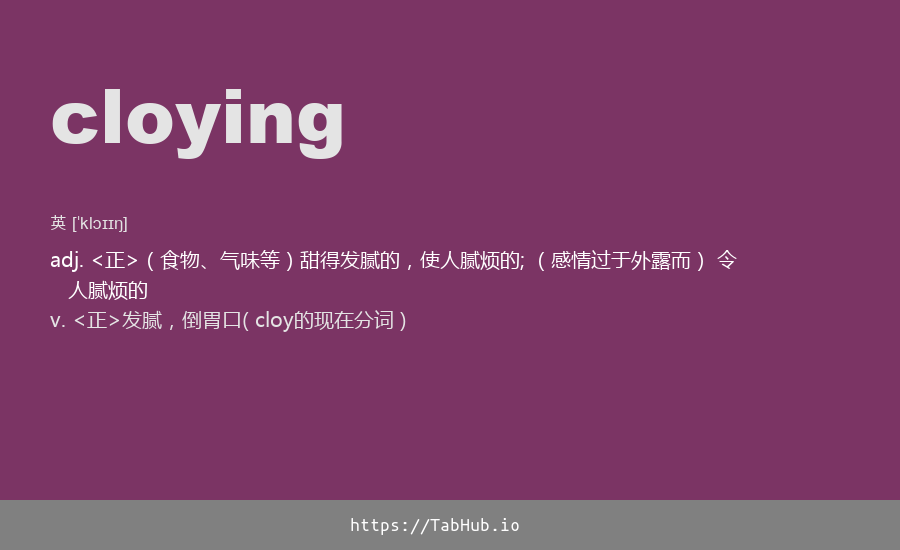 cloying
英 [ˈklɔɪɪŋ]
adj. <正>（食物、气味等）甜得发腻的，使人腻烦的; （感情过于外露而） 令
人腻烦的
v. <正>发腻，倒胃口( cloy的现在分词 )
https://TabHub.io